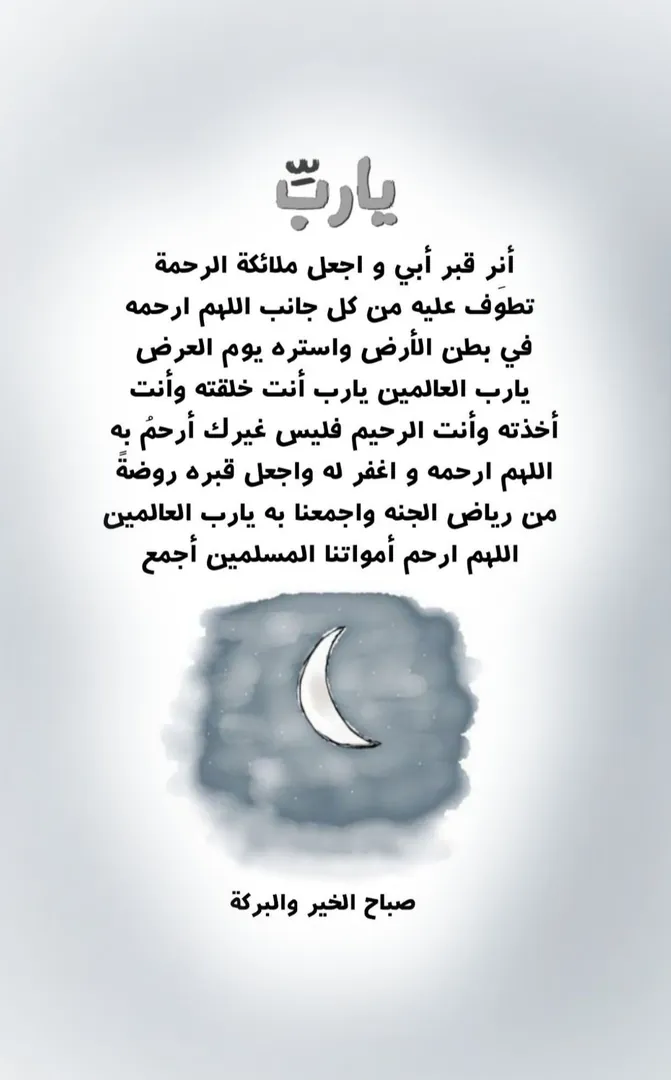 ياربِّ
أنر قبر أبي و اجعل ملائكة الرحمة
تطوَف عليه من كل جانب اللهم ارحمه
في بطن الأرض واستره يوم العرض
يارب العالمين يارب أنت خلقته وأنت
أخذته وأنت الرحيم فليس غيرك أرحمُ به
اللهم ارحمه و اغفر له واجعل قبره روضةً
من رياض الجنه واجمعنا به يارب العالمين
اللهم ارحم أمواتنا المسلمين أجمع
صباح الخير والبركة